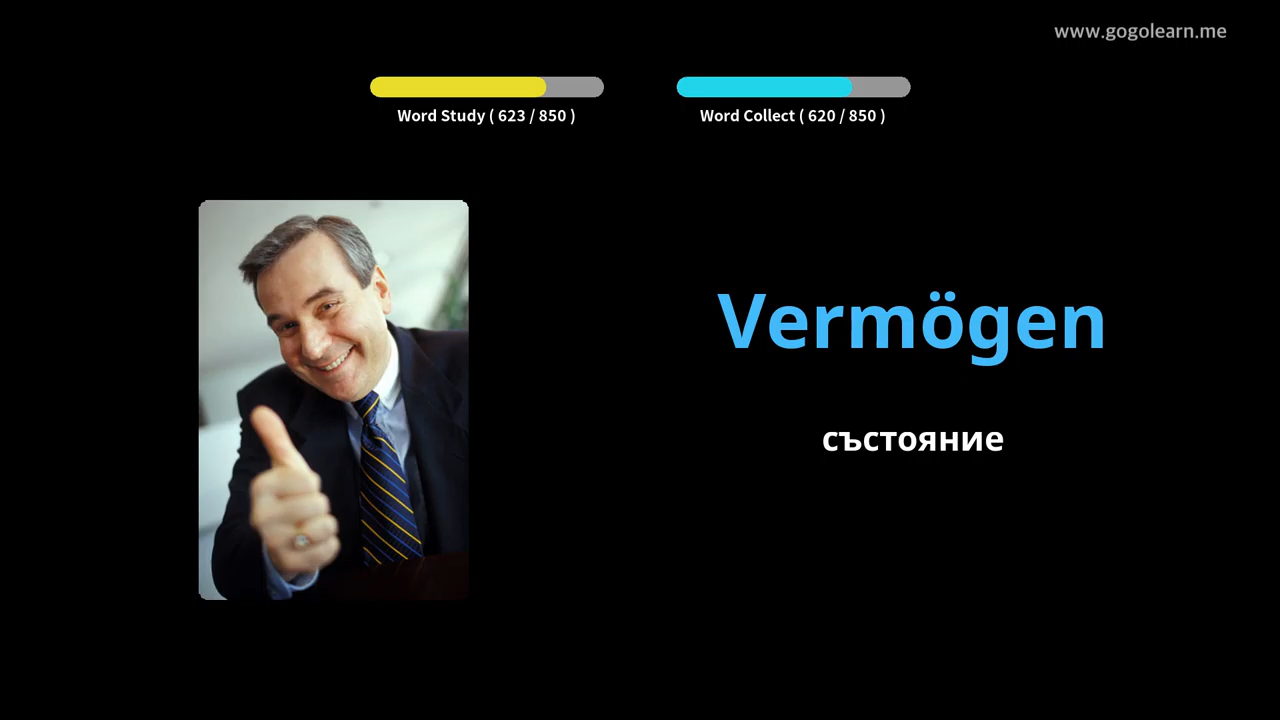 www.gogolearn.me
Word Study ( 623 / 850 )
Word Collect ( 620 / 850 )
Vermögen
състояние